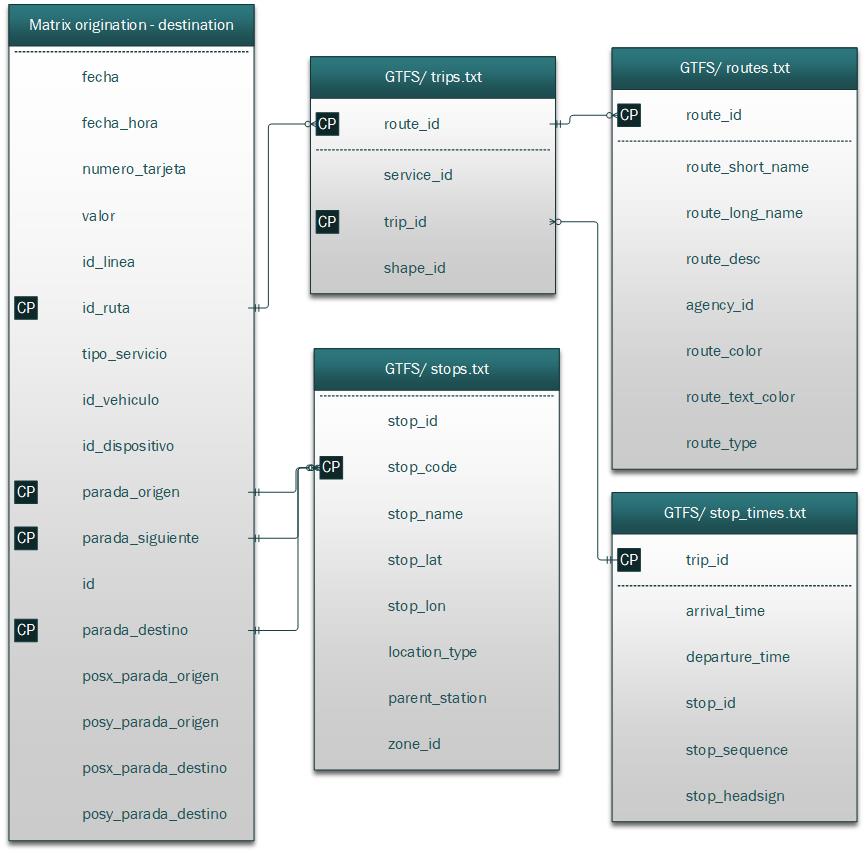 Matrix origination - destination
fecha
fecha_hora
numero_tarjeta
valor
id_linea
CP id_ruta
tipo_servicio
id_vehiculo
id_dispositivo
CP parada_origen
CP parada_siguiente
id
CP parada_destino
posx_parada_origen
posy_parada_origen
posx_parada_destino
posy_parada_destino
GTFS/ trips.txt
CP route_id
service_id
CP trip_id
shape_id
GTFS/ stops.txt
stop_id
CP stop_code
stop_name
stop_lat
stop_lon
location_type
parent_station
zone_id
GTFS/ routes.txt
CP route_id
route_short_name
route_long_name
route_desc
agency_id
route_color
route_text_color
route_type
GTFS/ stop_times.txt
CP trip_id
arrival_time
departure_time
stop_id
stop_sequence
stop_headsign